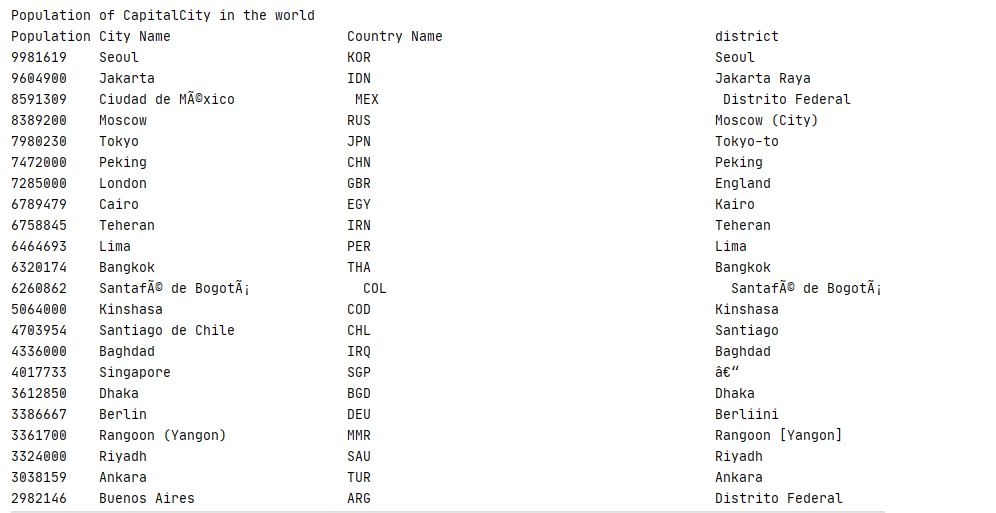 Population of CapitalCity in the world
Population City Name Country Name district
9981619 Seoul KOR Seoul
9604900 Jakarta IDN Jakarta Raya
8591309 Ciudad de MÃ©xico MEX Distrito Federal
8389200 Moscow RUS Moscow (City)
7980230 Tokyo JPN Tokyo-to
7472000 Peking CHN Peking
7285000 London GBR England
6789479 Cairo EGY Kairo
6758845 Teheran IRN Teheran
6464693 Lima PER Lima
6320174 Bangkok THA Bangkok
6260862 SantafÃ© de BogotÃ¡ COL SantafÃ© de BogotÃ¡
5064000 Kinshasa COD Kinshasa
4703954 Santiago de Chile CHL Santiago
4336000 Baghdad IRQ Baghdad
4017733 Singapore SGP â€“
3612850 Dhaka BGD Dhaka
3386667 Berlin DEU Berliini
3361700 Rangoon (Yangon) MMR Rangoon [Yangon]
3324000 Riyadh SAU Riyadh
3038159 Ankara TUR Ankara
2982146 Buenos Aires ARG Distrito Federal